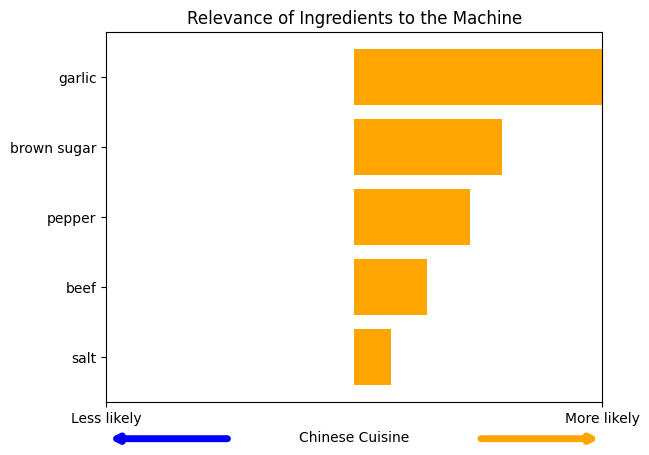 Relevance of Ingredients to the Machine
garlic
brown sugar
pepper
beef
salt
Less likely
More likely
Chinese Cuisine